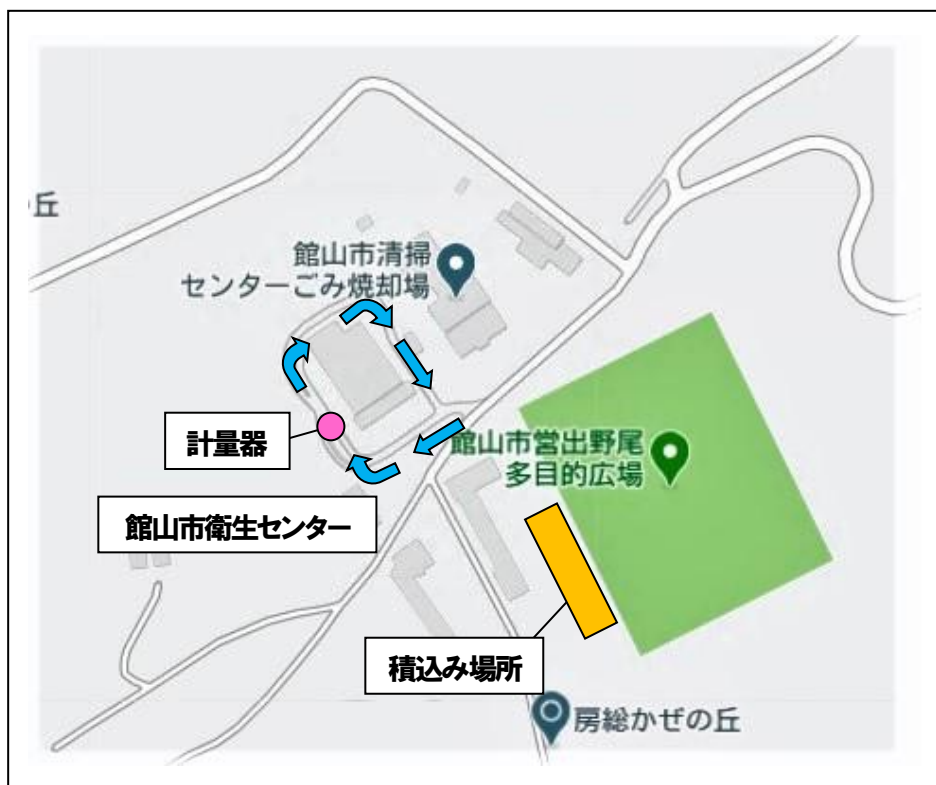 の丘
館山市清掃
センターごみ焼却場
計量器
館山市営出野尾
多目的広場
館山市衛生センター
積込み場所
房総かぜの丘